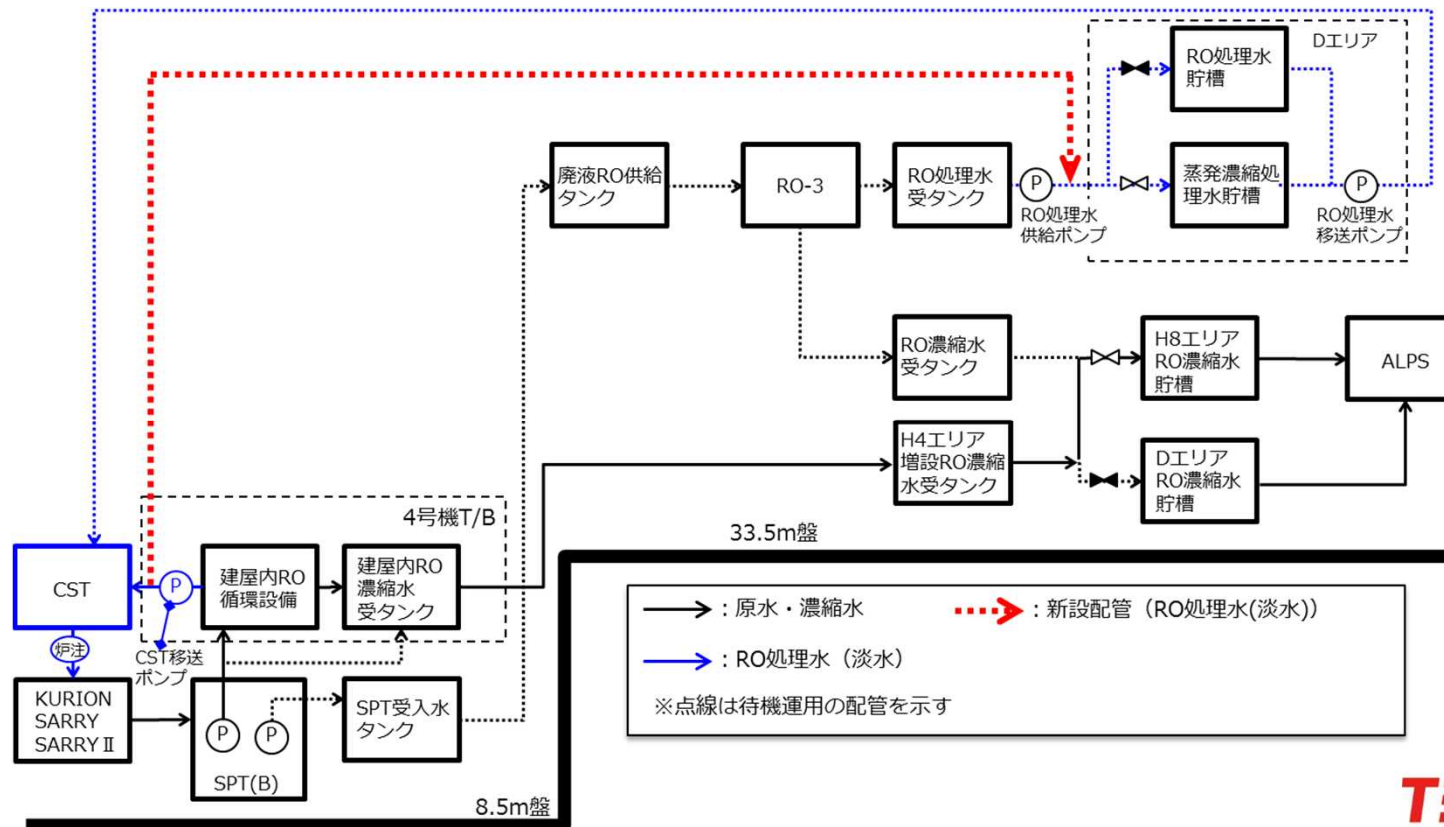 Dエリア
RO処理水
貯槽
廃液RO供給
タンク
RO-3
RO処理水
受タンク
P
RO処理水
供給ポンプ
蒸発濃縮処
理水貯槽
P
RO処理水
移送ポンプ
RO濃縮水
受タンク
H8エリア
RO濃縮水
貯槽
ALPS
H4エリア
増設RO濃縮
水受タンク
Dエリア
RO濃縮水
貯槽
4号機T/B
33.5m盤
CST
P
建屋内RO
循環設備
建屋内RO
濃縮水
受タンク
炉注
CST移送
ポンプ
KURION
SARRY
SARRYⅡ
P
P
SPT(B)
SPT受入水
タンク
8.5m盤
：原水・濃縮水
：新設配管（RO処理水(淡水)）
：RO処理水（淡水）
※点線は待機運用の配管を示す